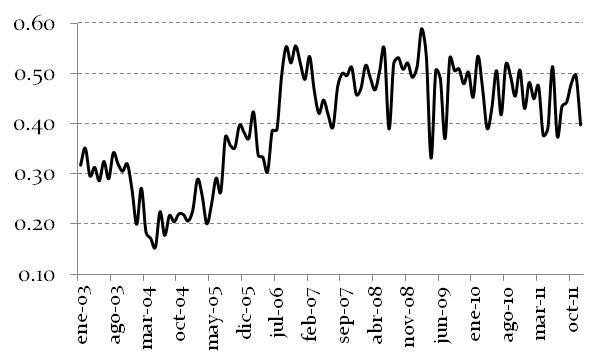 0.60
0.50
0.40
0.30
0.20
0.10
ene-03
ago-03
mar-04
oct-04
may-05
dic-05
jul-06
feb-07
sep-07
abr-08
nov-08
jun-09
ene-10
ago-10
mar-11
oct-11